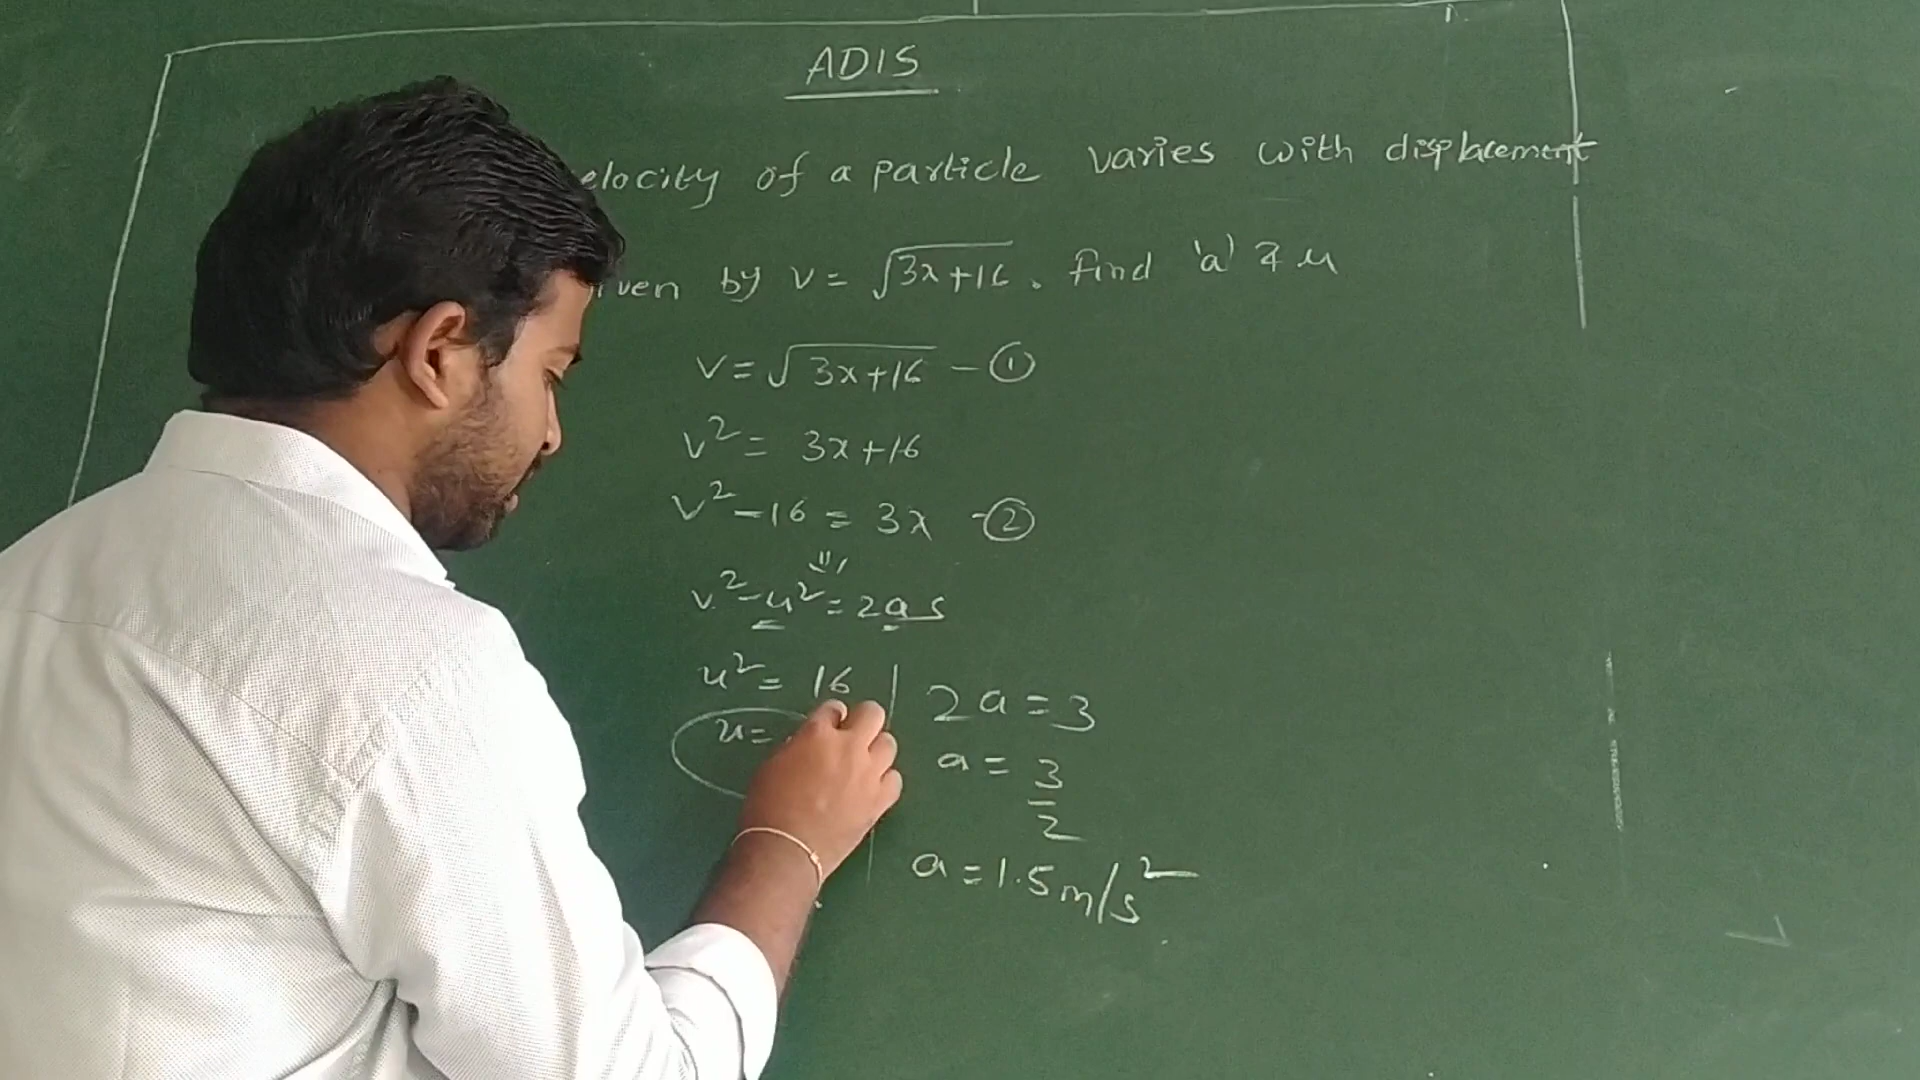 ADIS
elocity of a particle varies with displacement
iven by v = √3x+16 . find 'a' & u
v = √3x+16 - ①
v² = 3x+16
v² - 16 = 3x - ②
v² - u² = 2as
u² = 16
2a = 3
u =
a = 3/2
a = 1.5 m/s²